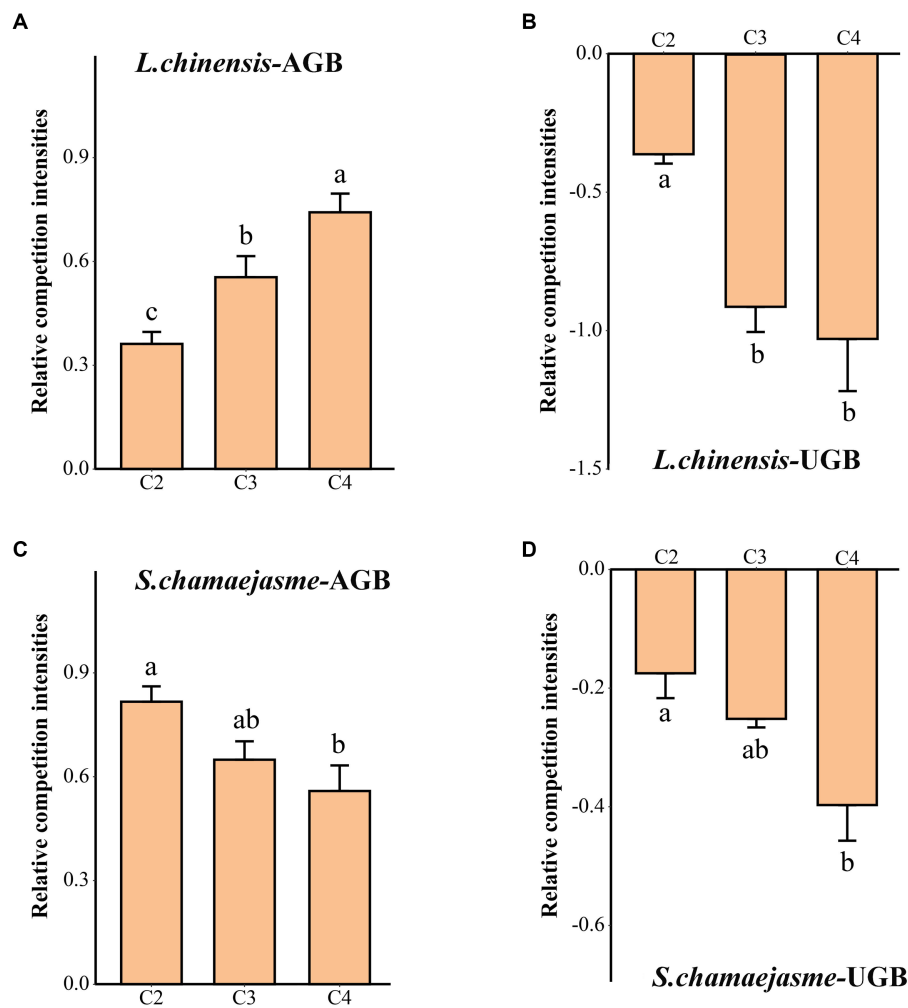 A
L.chinensis-AGB
Relative competition intensities
0.9
0.6
0.3
0.0
c
b
a
C2 C3 C4
B
C2 C3 C4
Relative competition intensities
0.0
-0.5
-1.0
-1.5
a
b
b
L.chinensis-UGB
C
S.chamaejasme-AGB
Relative competition intensities
0.9
0.6
0.3
0.0
a
ab
b
C2 C3 C4
D
C2 C3 C4
Relative competition intensities
0.0
-0.2
-0.4
-0.6
a
ab
b
S.chamaejasme-UGB